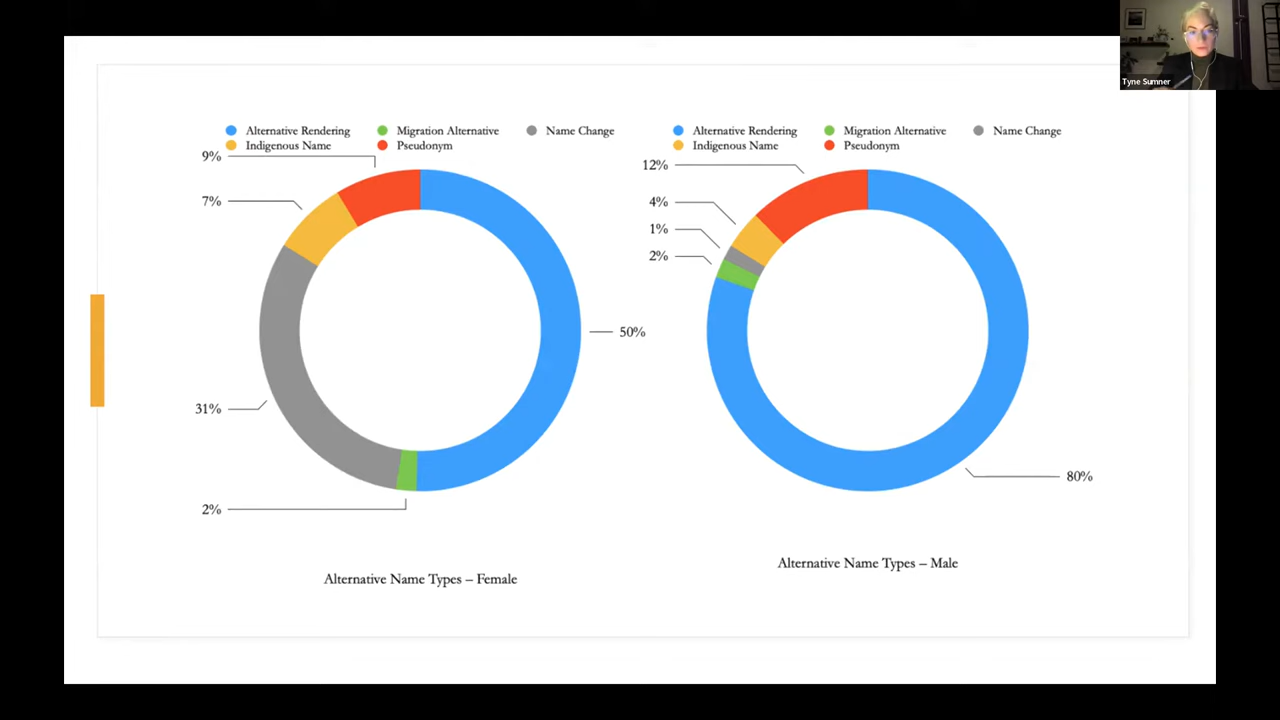 Tyne Sumner
Alternative Rendering
Migration Alternative
Name Change
Indigenous Name
Pseudonym
9%
7%
50%
31%
2%
Alternative Name Types – Female
Alternative Rendering
Migration Alternative
Name Change
Indigenous Name
Pseudonym
12%
4%
1%
2%
80%
Alternative Name Types – Male